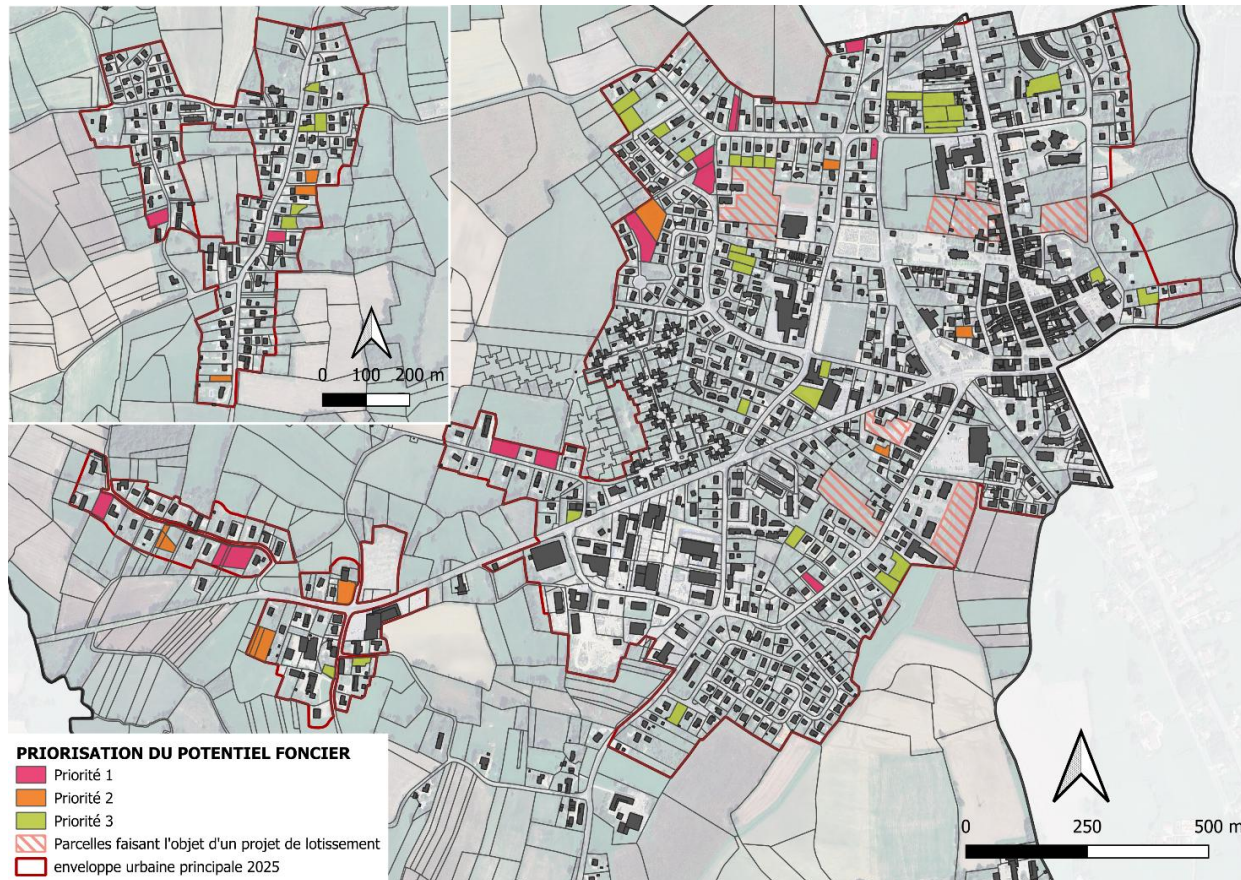 0 100 200 m
PRIORISATION DU POTENTIEL FONCIER
Priorité 1
Priorité 2
Priorité 3
Parcelles faisant l'objet d'un projet de lotissement
enveloppe urbaine principale 2025
0 250 500 m